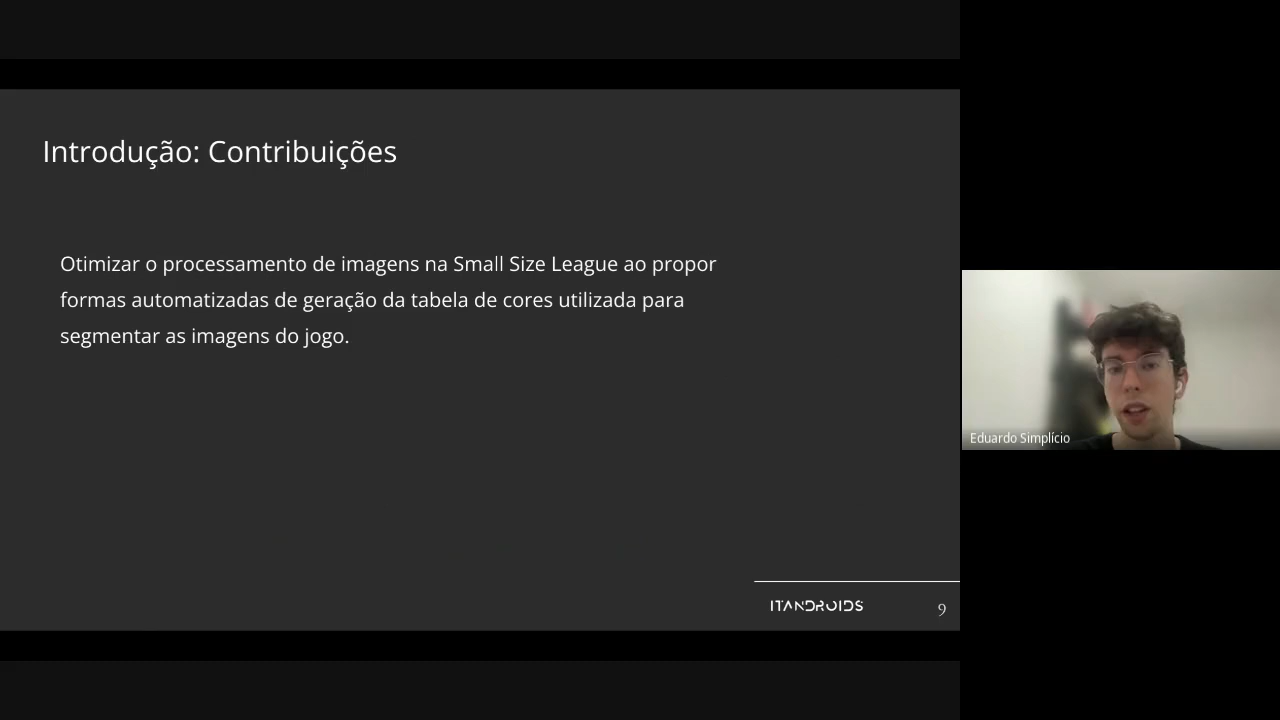 Introdução: Contribuições
Otimizar o processamento de imagens na Small Size League ao propor
formas automatizadas de geração da tabela de cores utilizada para
segmentar as imagens do jogo.
Eduardo Simplício
ITANDROIDS
9